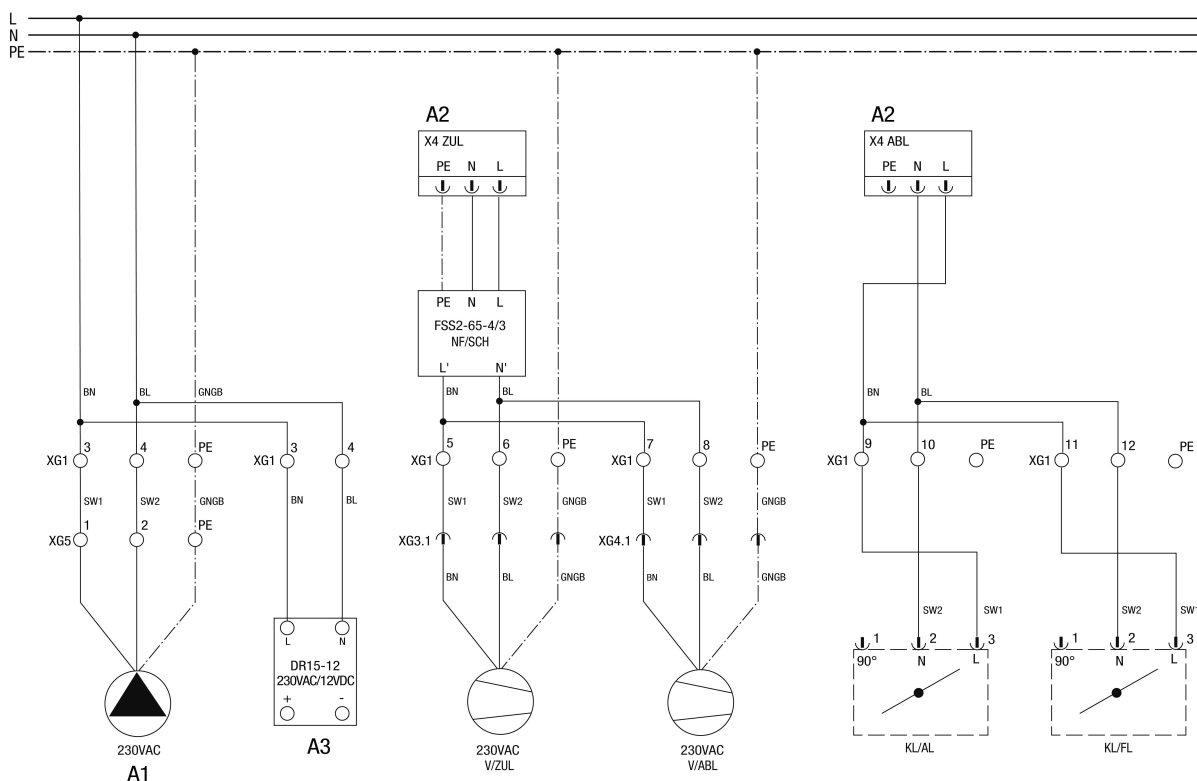 L
N
PE
A2
A2
X4 ZUL
X4 ABL
PE N L
PE N L
PE N L
FSS2-65-4/3
NF/SCH
L' N'
BN BL GNGB
BN BL
BN BL
3 4 PE 3 4
XG1 XG1
5 6 PE 7 8 PE
XG1 XG1
9 10 PE 11 12 PE
XG1 XG1
SW1 SW2 GNGB BN BL
SW1 SW2 GNGB SW1 SW2 GNGB
1 2 PE
XG5
XG3.1 XG4.1
BN BL GNGB BN BL GNGB
SW2 SW1 SW2 SW1
1 2 3 1 2 3
90° N L 90° N L
L N
DR15-12
230VAC/12VDC
+ -
230VAC
A1
A3
230VAC
V/ZUL
230VAC
V/ABL
KL/AL
KL/FL